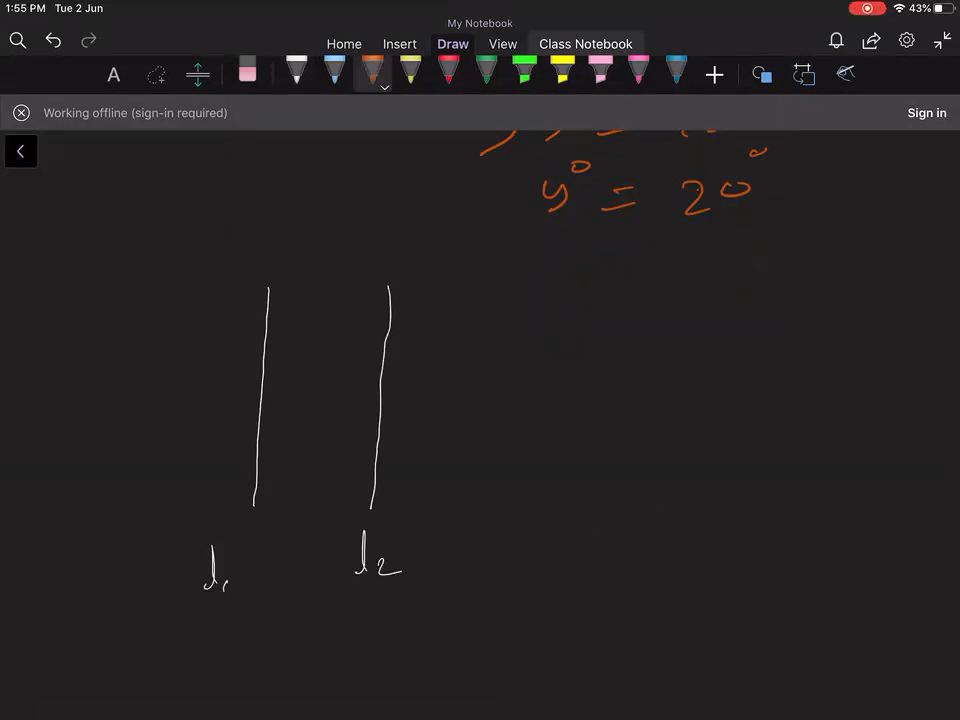 1:55 PM Tue 2 Jun 43%
My Notebook
Home Insert Draw View Class Notebook
A
Working offline (sign-in required) Sign in
y° = 20°
l₁ l₂